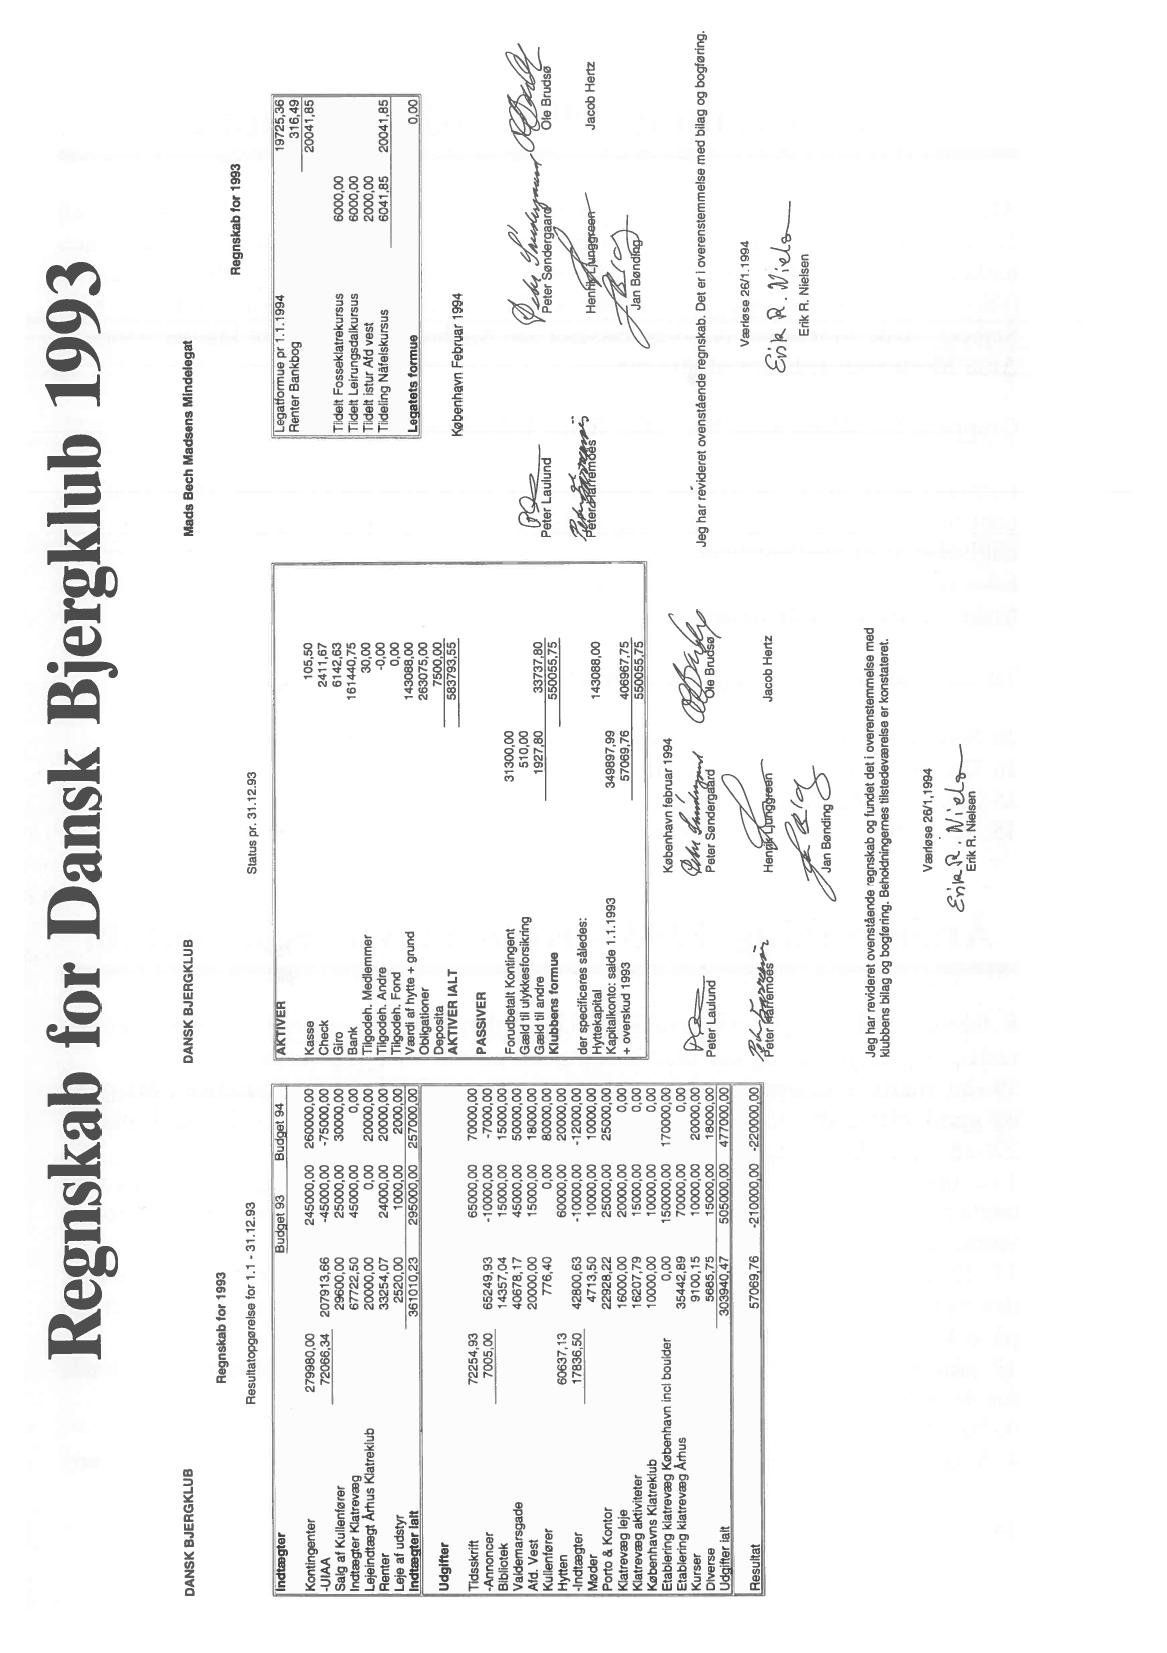 Regnskab for Dansk Bjergklub 1993
DANSK BJERGKLUB
Regnskab for 1993
Resultatopgørelse for 1.1 - 31.12.93
Indtægter Budget 93 Budget 94
Kontingenter 279980,00 245000,00 260000,00
-UIAA 72066,34 207913,66 -45000,00 -75000,00
Salg af Kullenfører 29600,00 25000,00 30000,00
Indtægter Klatrevæg 67722,50 45000,00 0,00
Lejeindtægt Århus Klatreklub 20000,00 0,00 20000,00
Renter 33254,07 24000,00 20000,00
Leje af udstyr 2520,00 1000,00 2000,00
Indtægter ialt 361010,23 295000,00 257000,00
Udgifter
Tidsskrift 72254,93 65000,00 70000,00
-Annoncer 7005,00 65249,93 -10000,00 -7000,00
Bibliotek 14357,04 15000,00 15000,00
Valdemarsgade 40678,17 45000,00 50000,00
Afd. Vest 20000,00 15000,00 18000,00
Kullenfører 776,40 0,00 80000,00
Hytten 60637,13 60000,00 20000,00
-Indtægter 17836,50 42800,63 -10000,00 -12000,00
Møder 4713,50 10000,00 10000,00
Porto & Kontor 22928,22 25000,00 25000,00
Klatrevæg leje 16000,00 20000,00 0,00
Klatrevæg aktiviteter 16207,79 15000,00 0,00
Københavns Klatreklub 10000,00 10000,00 0,00
Etablering klatrevæg København incl boulder 0,00 150000,00 170000,00
Etablering klatrevæg Århus 35442,89 70000,00 0,00
Kurser 9100,15 10000,00 20000,00
Diverse 5685,75 15000,00 18000,00
Udgifter ialt 303940,47 505000,00 477000,00
Resultat 57069,76 -210000,00 -220000,00
DANSK BJERGKLUB
Status pr. 31.12.93
AKTIVER
Kasse 105,50
Check 2411,67
Giro 6142,63
Bank 161440,75
Tilgodeh. Medlemmer 30,00
Tilgodeh. Andre -0,00
Tilgodeh. Fond 0,00
Værdi af hytte + grund 143088,00
Obligationer 263075,00
Deposita 7500,00
AKTIVER IALT 583793,55
PASSIVER
Forudbetalt Kontingent 31300,00
Gæld til ulykkesforsikring 510,00
Gæld til andre 1927,80 33737,80
Klubbens formue 550055,75
der specificeres således:
Hyttekapital 143088,00
Kapitalkonto: salde 1.1.1993 349897,99
+ overskud 1993 57069,76 406967,75
550055,75
København februar 1994
Peter Laulund Peter Søndergaard Ole Brudsø
Peter Harremoës Henrik Ljunggreen Jacob Hertz
Jan Bønding
Jeg har revideret ovenstående regnskab og fundet det i overenstemmelse med
klubbens bilag og bogføring. Beholdningernes tilstedeværelse er konstateret.
Værløse 26/1,1994
Erik R. Nielsen
Erik R. Nielsen
Mads Bech Madsens Mindelegat
Regnskab for 1993
Legatformue pr 1.1.1994 19725,36
Renter Bankbog 316,49
20041,85
Tildelt Fosseklatrekursus 6000,00
Tildelt Leirungsdalkursus 6000,00
Tildelt istur Afd vest 2000,00
Tildeling Näfelskursus 6041,85 20041,85
Legatets formue 0,00
København Februar 1994
Peter Laulund Peter Søndergaard Ole Brudsø
Peter Harremoës Henrik Ljunggreen Jacob Hertz
Jan Bønding
Jeg har revideret ovenstående regnskab. Det er i overenstemmelse med bilag og bogføring.
Værløse 26/1.1994
Erik R. Nielsen
Erik R. Nielsen